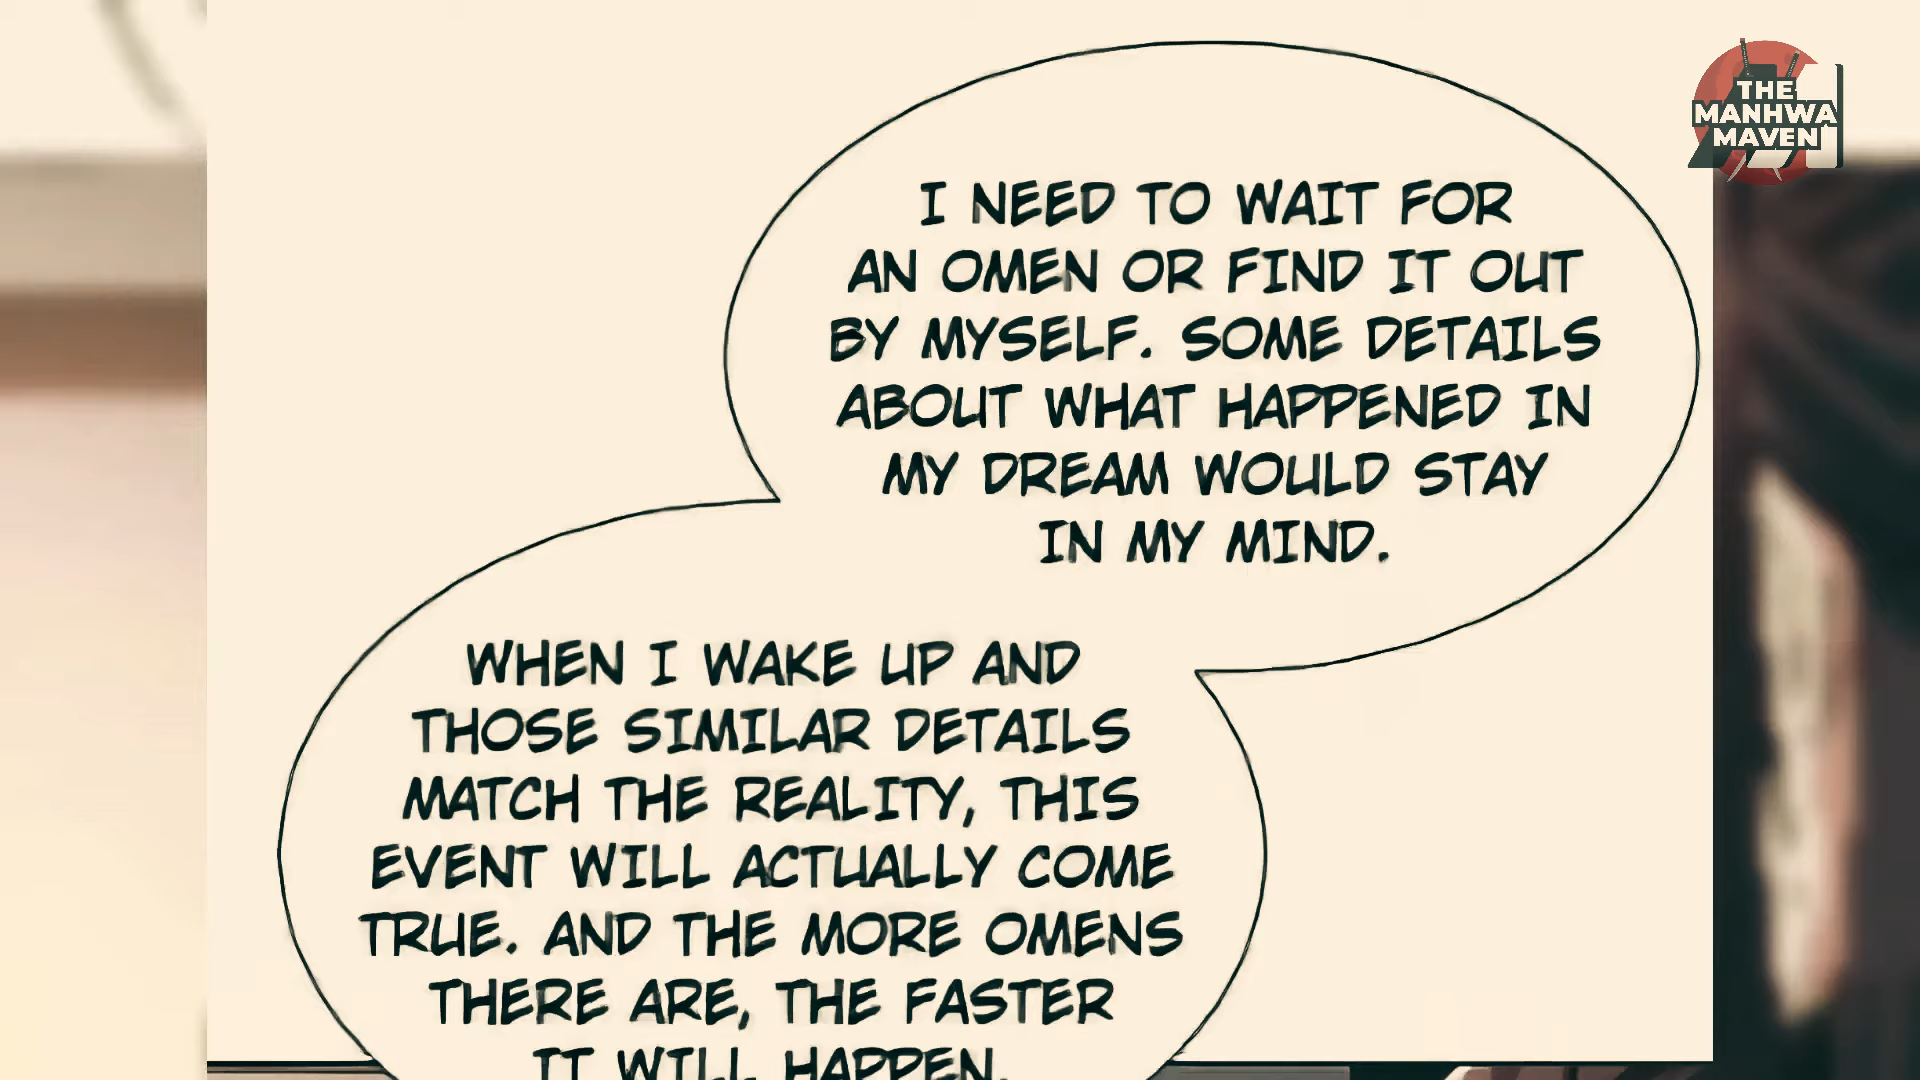 THE
MANHWA
MAVEN
I NEED TO WAIT FOR
AN OMEN OR FIND IT OUT
BY MYSELF. SOME DETAILS
ABOUT WHAT HAPPENED IN
MY DREAM WOULD STAY
IN MY MIND.
WHEN I WAKE UP AND
THOSE SIMILAR DETAILS
MATCH THE REALITY, THIS
EVENT WILL ACTUALLY COME
TRUE. AND THE MORE OMENS
THERE ARE, THE FASTER
IT WILL HAPPEN.